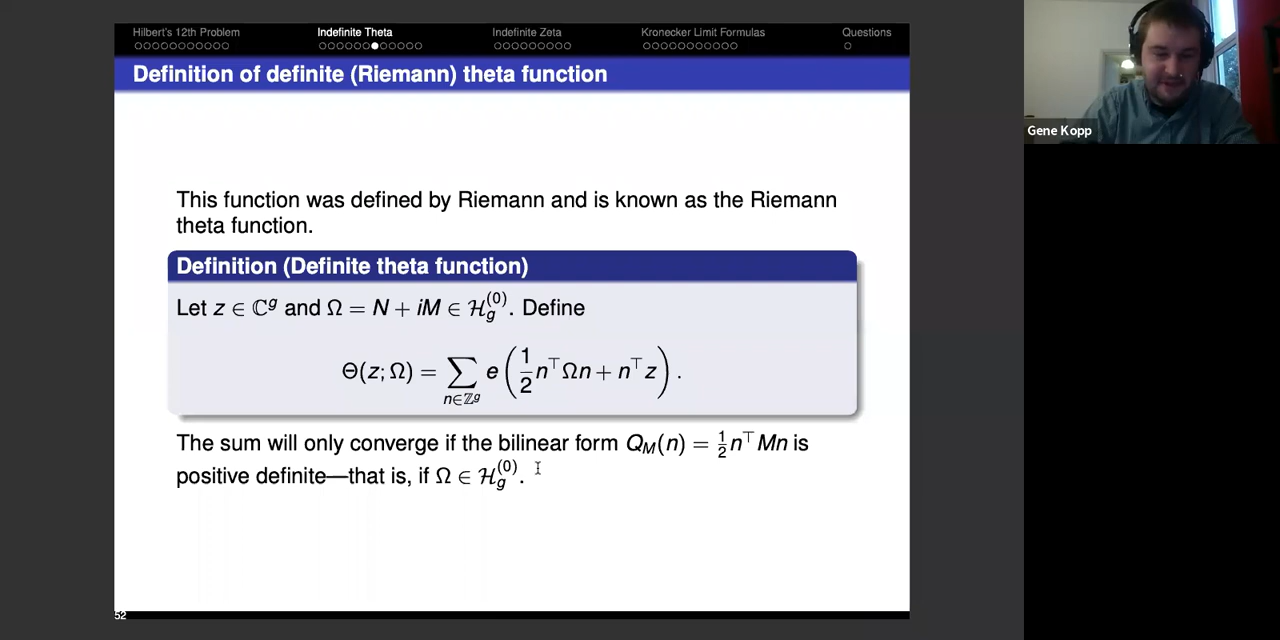 Hilbert's 12th Problem Indefinite Theta Indefinite Zeta Kronecker Limit Formulas Questions
Definition of definite (Riemann) theta function
Gene Kopp
This function was defined by Riemann and is known as the Riemann
theta function.
Definition (Definite theta function)
Let z ∈ ℂ^g and Ω = N + iM ∈ ℋ_g^{(0)}. Define
Θ(z; Ω) = ∑_{n∈ℤ^g} e(½n^⊤Ωn + n^⊤z).
The sum will only converge if the bilinear form Q_M(n) = ½n^⊤Mn is
positive definite—that is, if Ω ∈ ℋ_g^{(0)}.
52